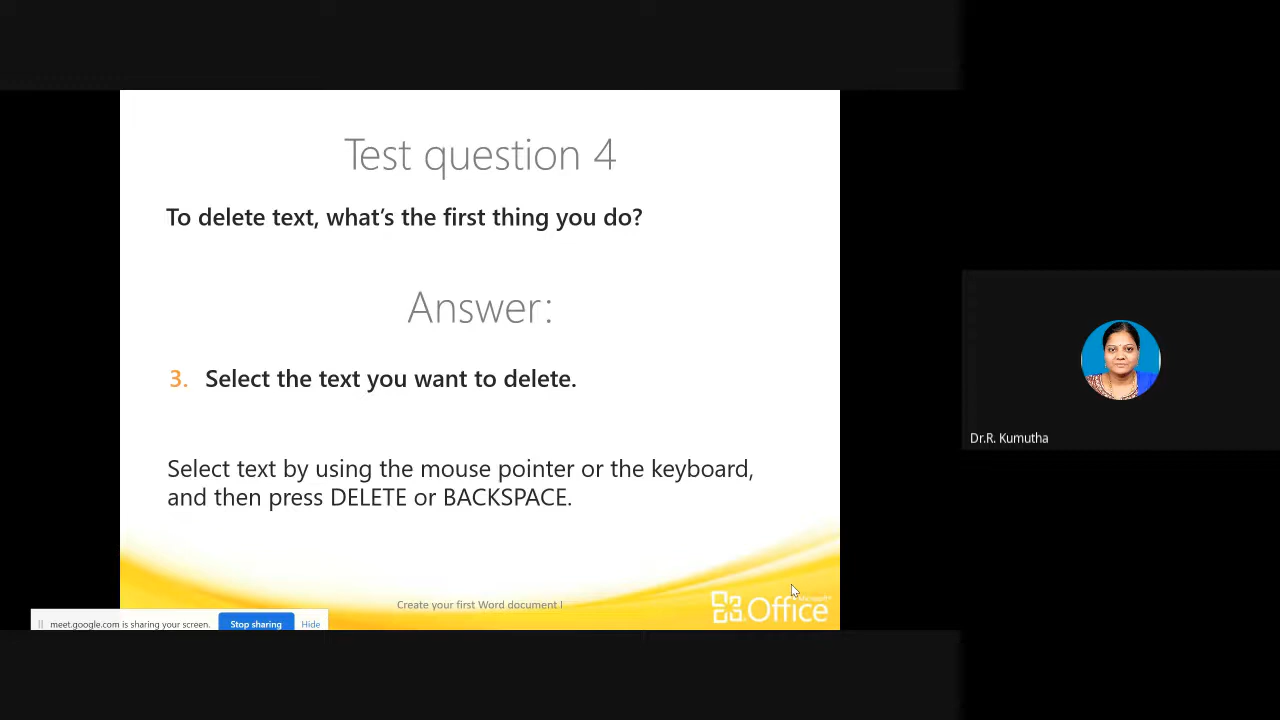 Test question 4
To delete text, what's the first thing you do?
Answer:
3. Select the text you want to delete.
Select text by using the mouse pointer or the keyboard,
and then press DELETE or BACKSPACE.
Create your first Word document I
Microsoft
Office
meet.google.com is sharing your screen. Stop sharing Hide
Dr.R. Kumutha